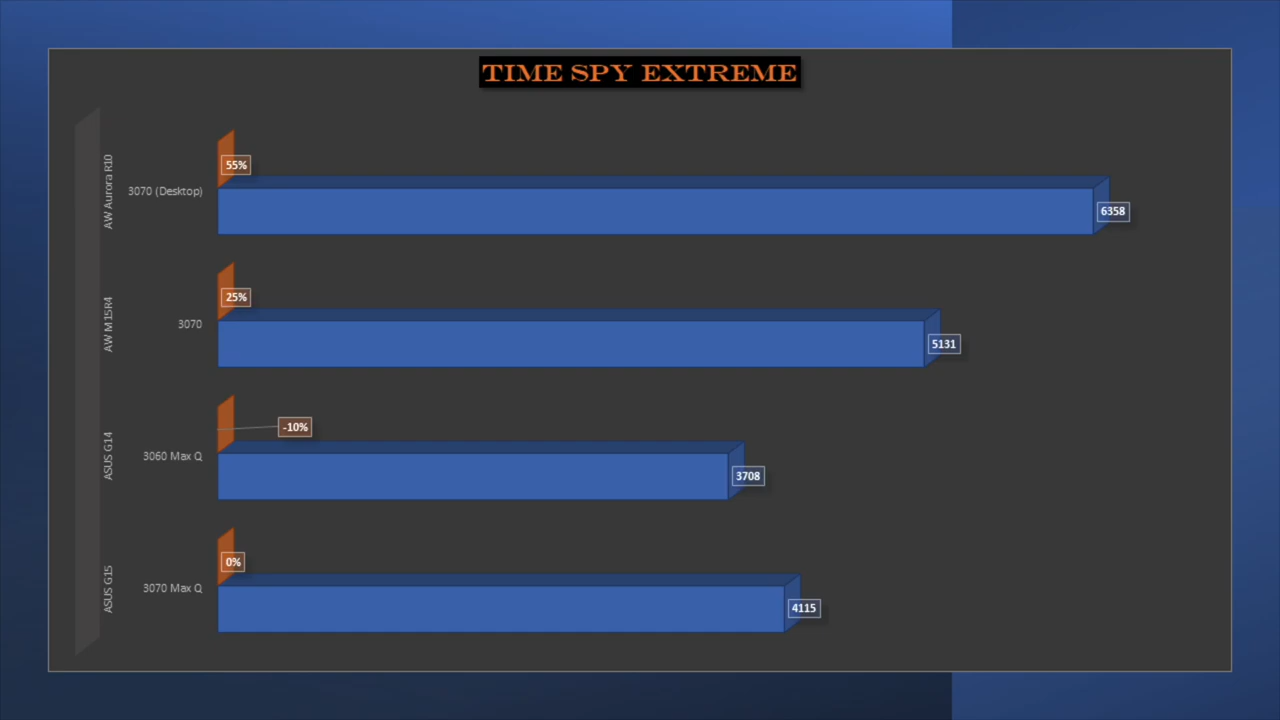 TIME SPY EXTREME
AW Aurora R10
3070 (Desktop)
55%
6358
AW M15R4
3070
25%
5131
ASUS G14
3060 Max Q
-10%
3708
ASUS G15
3070 Max Q
0%
4115